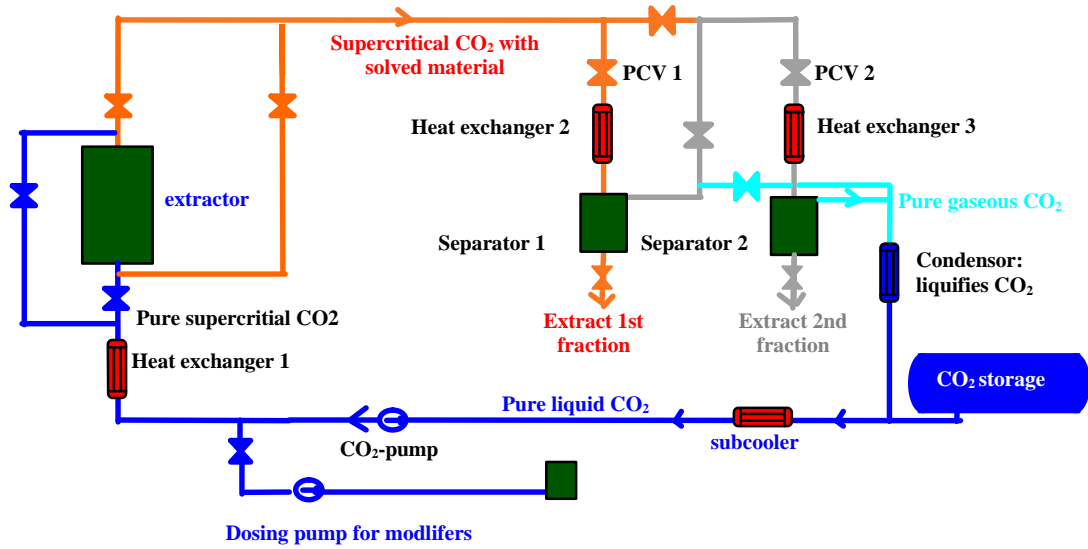 Supercritical CO₂ with
solved material
PCV 1
PCV 2
Heat exchanger 2
Heat exchanger 3
extractor
Pure gaseous CO₂
Separator 1
Separator 2
Condensor:
liquifies CO₂
Pure supercritial CO2
Extract 1st
fraction
Extract 2nd
fraction
Heat exchanger 1
CO₂ storage
Pure liquid CO₂
CO₂-pump
subcooler
Dosing pump for modlifers